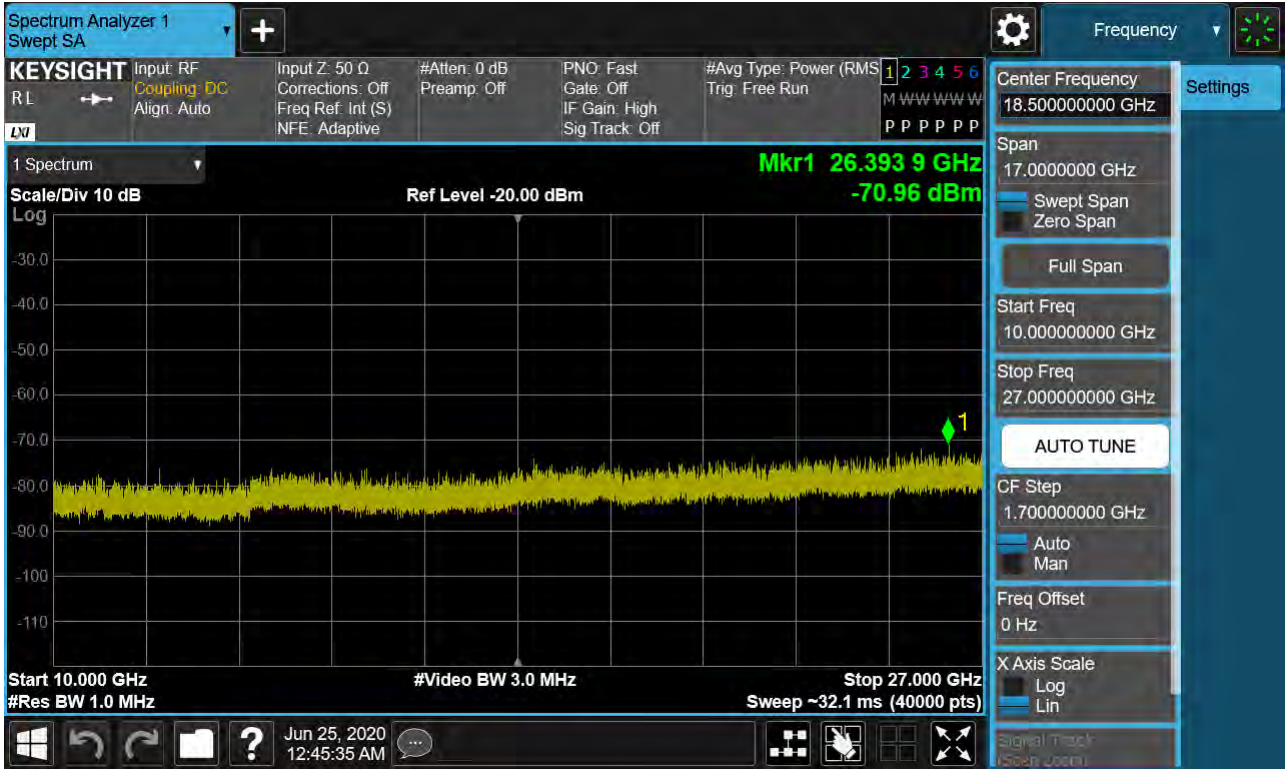 Spectrum Analyzer 1
Swept SA
+
Frequency
KEYSIGHT
Input: RF
Input Z: 50 Ω
#Atten: 0 dB
PNO: Fast
#Avg Type: Power (RMS
1 2 3 4 5 6
R L
Coupling: DC
Corrections: Off
Preamp: Off
Gate: Off
Trig: Free Run
M W W W W W
Align: Auto
Freq Ref: Int (S)
IF Gain: High
P P P P P P
LXI
NFE: Adaptive
Sig Track: Off
1 Spectrum
Mkr1 26.393 9 GHz
Scale/Div 10 dB
Ref Level -20.00 dBm
-70.96 dBm
Log
-30.0
-40.0
-50.0
-60.0
-70.0
-80.0
-90.0
-100
-110
1
Start 10.000 GHz
#Video BW 3.0 MHz
Stop 27.000 GHz
#Res BW 1.0 MHz
Sweep ~32.1 ms (40000 pts)
Center Frequency
18.500000000 GHz
Settings
Span
17.0000000 GHz
Swept Span
Zero Span
Full Span
Start Freq
10.000000000 GHz
Stop Freq
27.000000000 GHz
AUTO TUNE
CF Step
1.700000000 GHz
Auto
Man
Freq Offset
0 Hz
X Axis Scale
Log
Lin
Signal Track
(Span Zoom)
?
Jun 25, 2020
12:45:35 AM